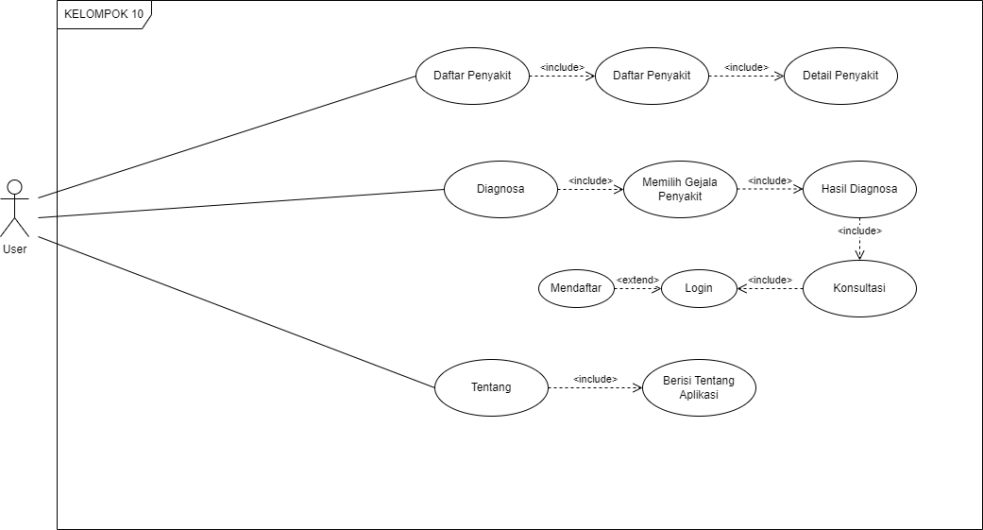 KELOMPOK 10
Daftar Penyakit
<include>
Daftar Penyakit
<include>
Detail Penyakit
User
Diagnosa
<include>
Memilih Gejala
Penyakit
<include>
Hasil Diagnosa
<include>
Mendaftar
<extend>
Login
<include>
Konsultasi
Tentang
<include>
Berisi Tentang
Aplikasi